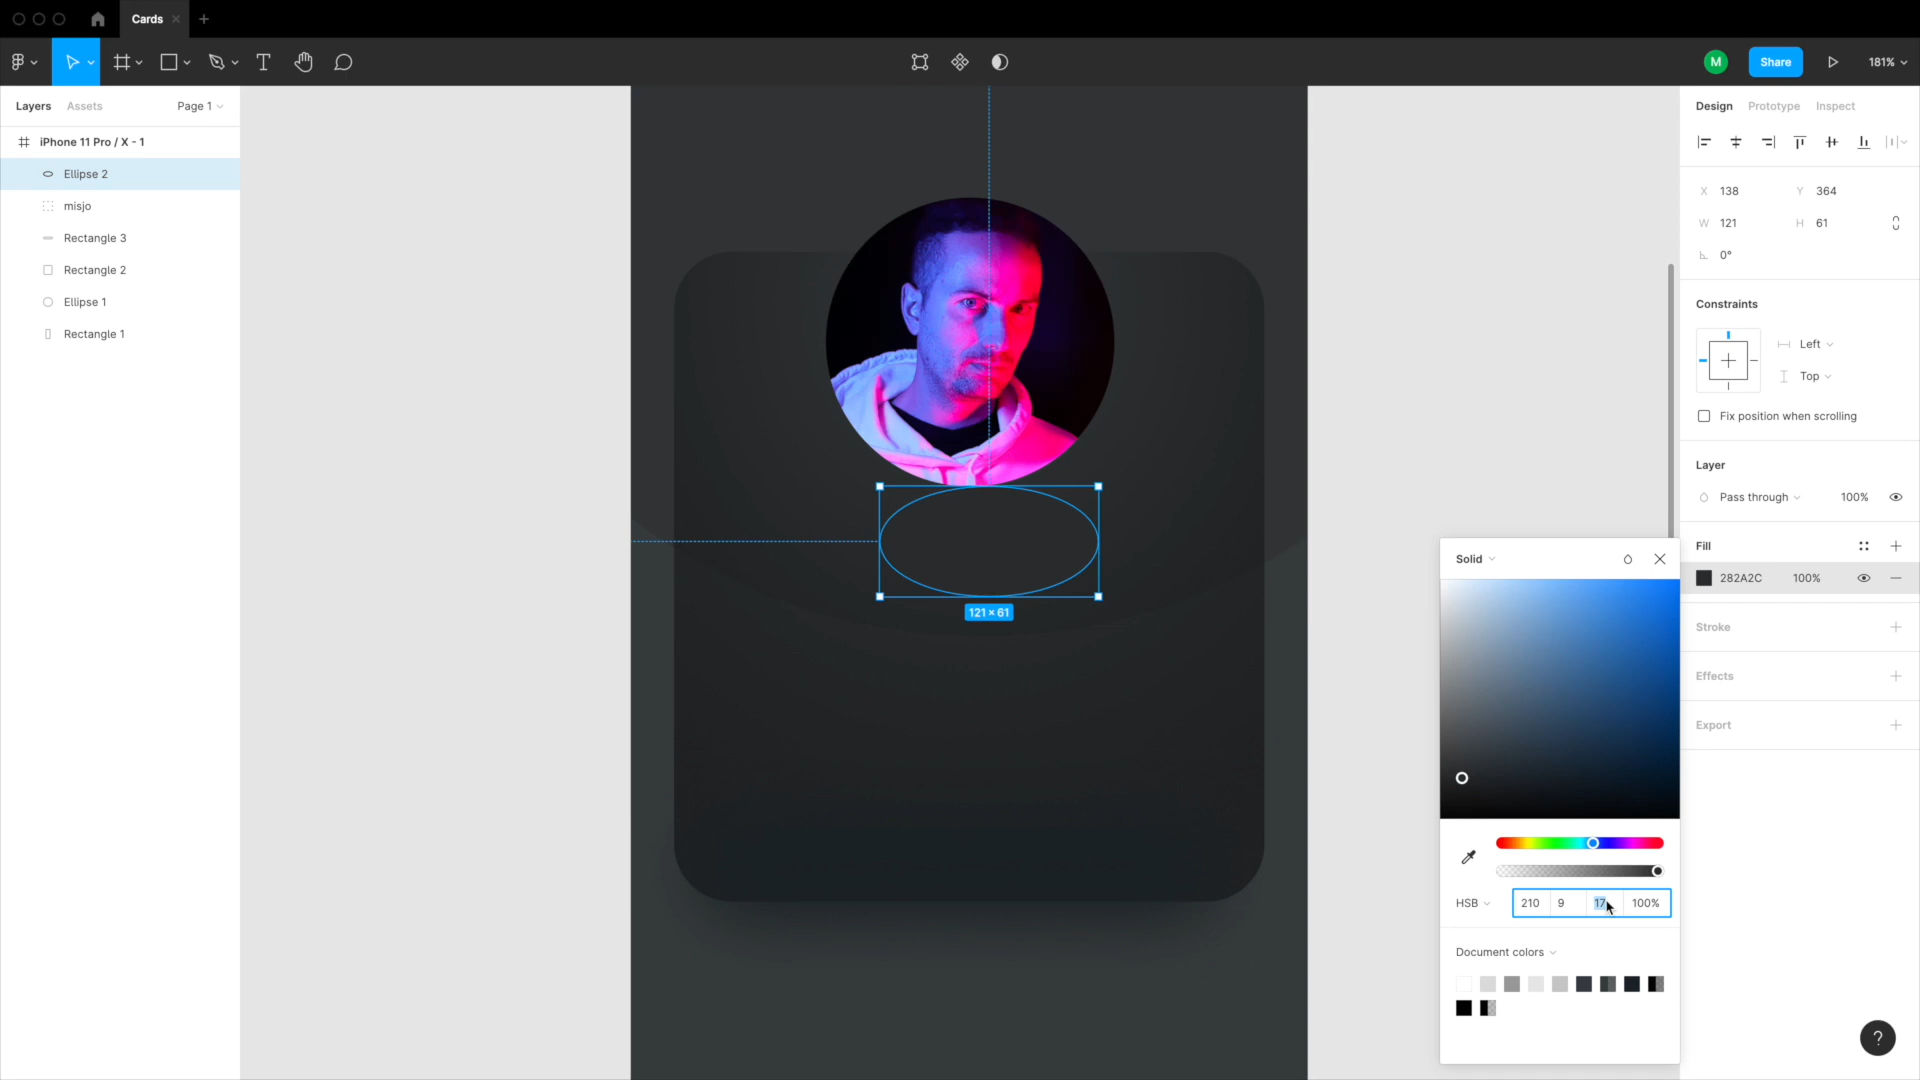 Cards
M
Share
181%
Layers
Assets
Page 1
iPhone 11 Pro / X - 1
Ellipse 2
misjo
Rectangle 3
Rectangle 2
Ellipse 1
Rectangle 1
121 × 61
Design
Prototype
Inspect
X 138
Y 364
W 121
H 61
0°
Constraints
Left
Top
Fix position when scrolling
Layer
Pass through
100%
Fill
282A2C
100%
Stroke
Effects
Export
Solid
HSB
210
9
17
100%
Document colors
?